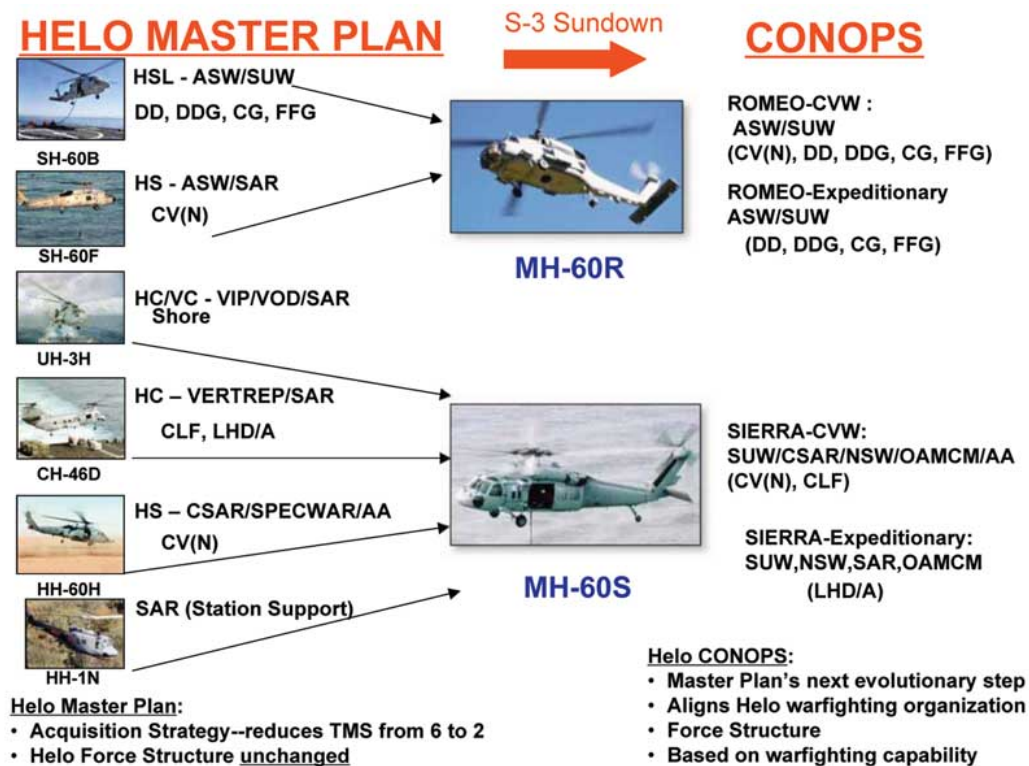 HELO MASTER PLAN
S-3 Sundown
CONOPS
HSL - ASW/SUW
DD, DDG, CG, FFG
SH-60B
HS - ASW/SAR
CV(N)
SH-60F
HC/VC - VIP/VOD/SAR
Shore
UH-3H
HC – VERTREP/SAR
CLF, LHD/A
CH-46D
HS – CSAR/SPECWAR/AA
CV(N)
HH-60H
SAR (Station Support)
HH-1N
MH-60R
MH-60S
ROMEO-CVW :
ASW/SUW
(CV(N), DD, DDG, CG, FFG)
ROMEO-Expeditionary
ASW/SUW
(DD, DDG, CG, FFG)
SIERRA-CVW:
SUW/CSAR/NSW/OAMCM/AA
(CV(N), CLF)
SIERRA-Expeditionary:
SUW,NSW,SAR,OAMCM
(LHD/A)
Helo Master Plan:
• Acquisition Strategy--reduces TMS from 6 to 2
• Helo Force Structure unchanged
Helo CONOPS:
• Master Plan's next evolutionary step
• Aligns Helo warfighting organization
• Force Structure
• Based on warfighting capability